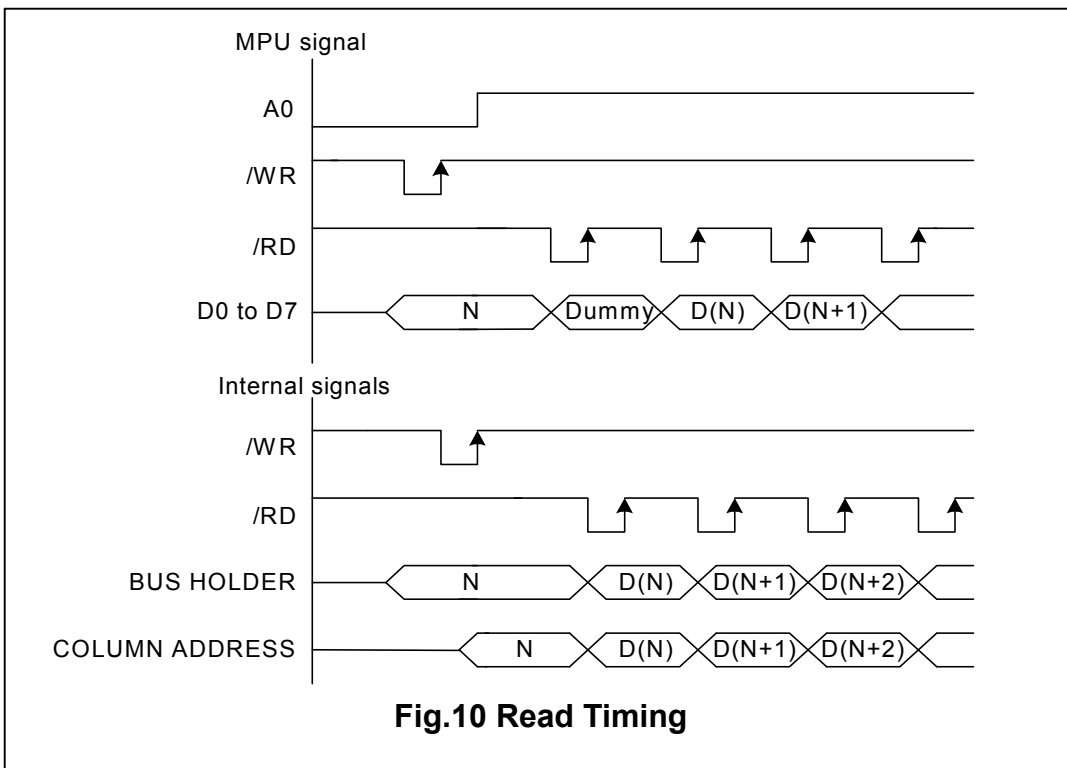 MPU signal
A0
/WR
/RD
D0 to D7 N Dummy D(N) D(N+1)
Internal signals
/WR
/RD
BUS HOLDER N D(N) D(N+1) D(N+2)
COLUMN ADDRESS N D(N) D(N+1) D(N+2)
Fig.10 Read Timing